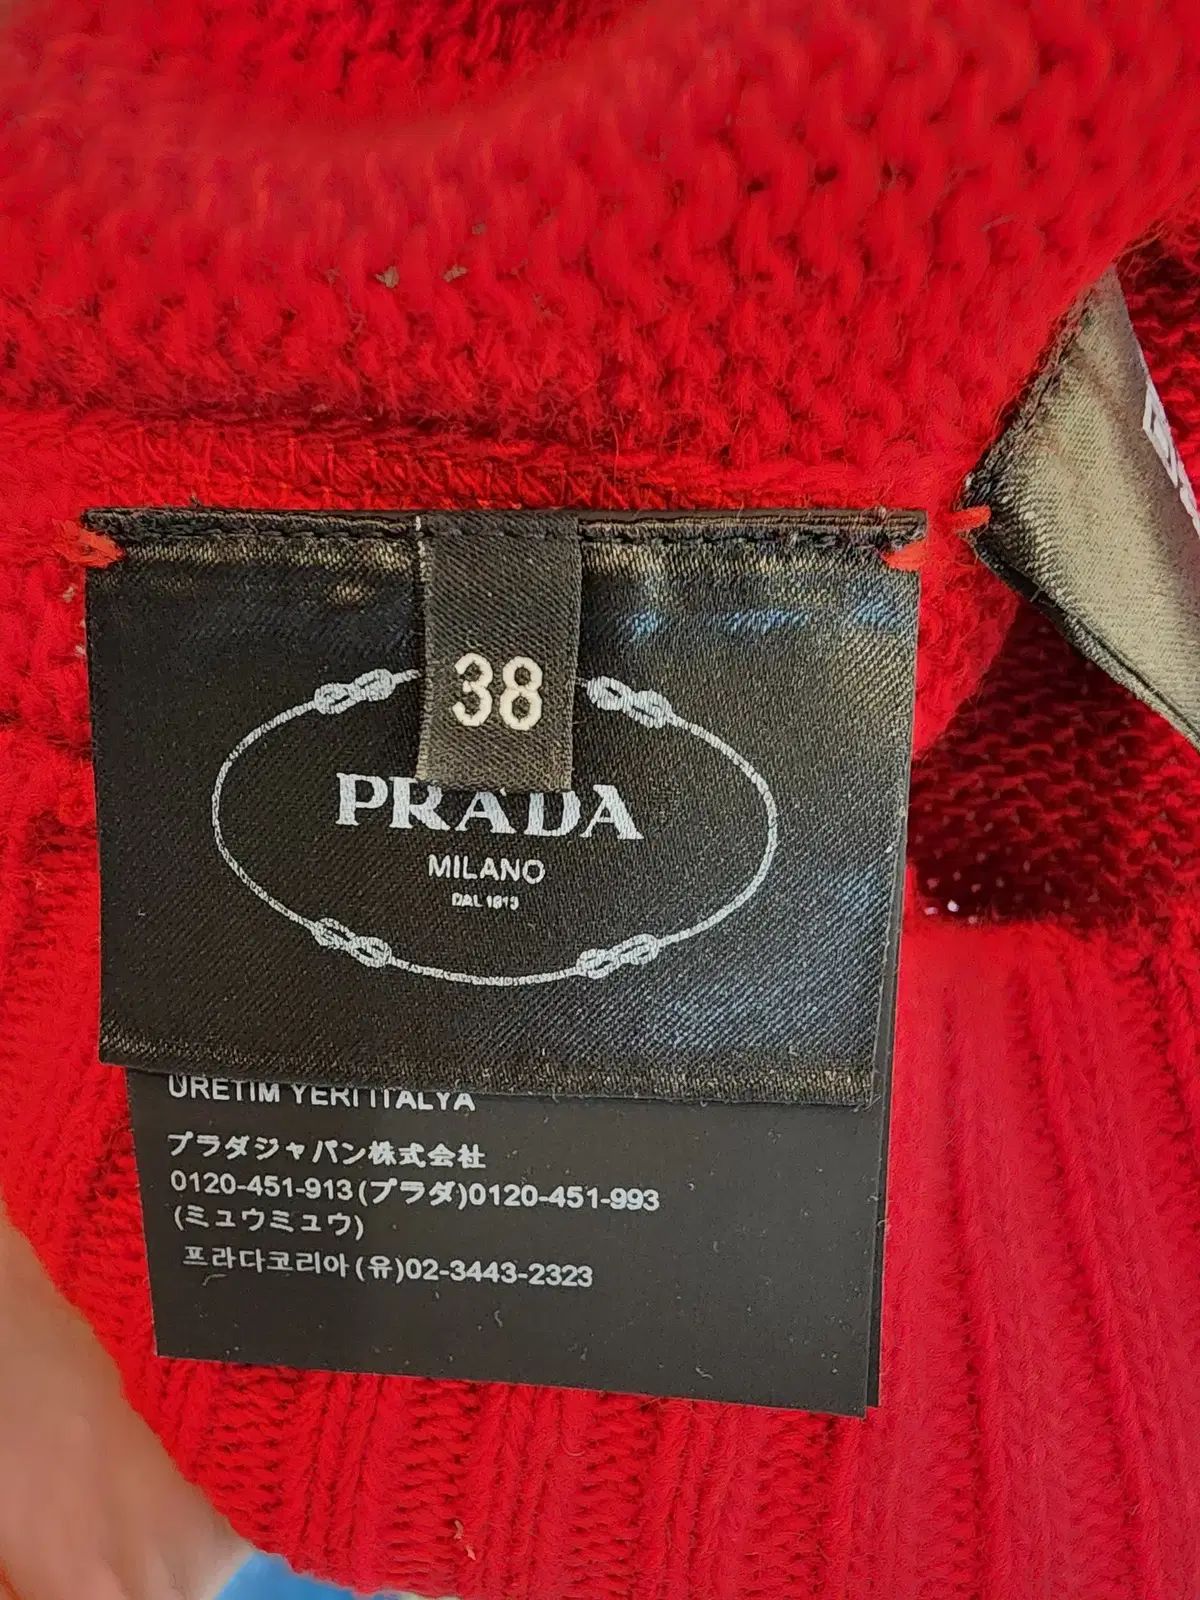 38
PRADA
MILANO
DAL 1913
ÜRETİM YERİ İTALYA
プラダジャパン株式会社
0120-451-913(プラダ)0120-451-993
(ミュウミュウ)
프라다코리아(유)02-3443-2323